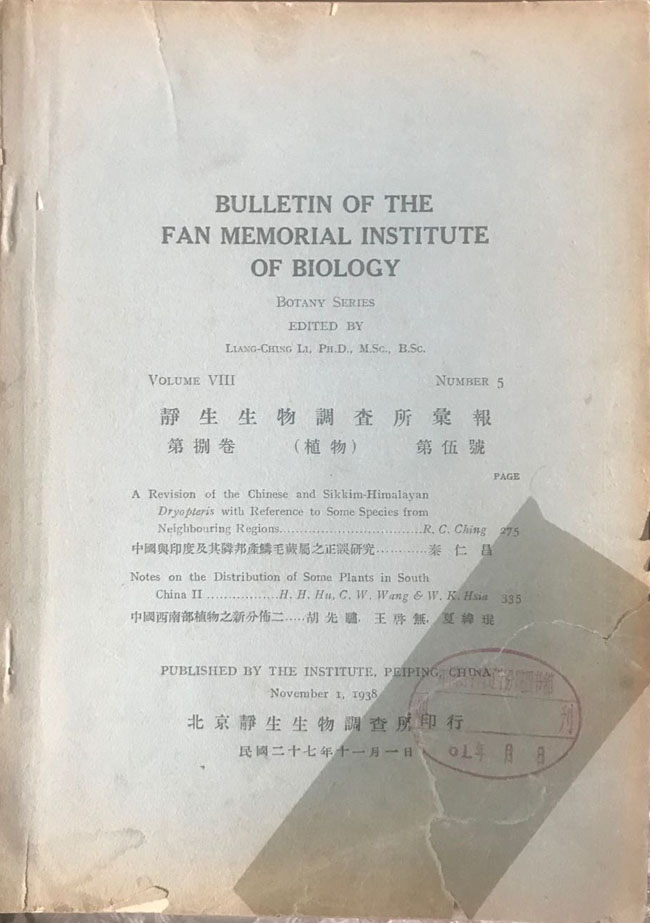 BULLETIN OF THE
FAN MEMORIAL INSTITUTE
OF BIOLOGY
BOTANY SERIES
EDITED BY
LIANG-CHING LI, PH.D., M.SC., B.SC.
VOLUME VIII NUMBER 5
靜生生物調查所彙報
第捌卷 (植物) 第伍號
PAGE
A Revision of the Chinese and Sikkim-Himalayan
Dryopteris with Reference to Some Species from
Neighbouring Regions................................R. C. Ching 275
中國與印度及其隣邦產鱗毛蕨屬之正誤研究............秦仁昌
Notes on the Distribution of Some Plants in South
China II ................H. H. Hu, C. W. Wang & W. K. Hsia 335
中國西南部植物之新分佈二.....胡先驌, 王啓無, 夏緯琨
PUBLISHED BY THE INSTITUTE, PEIPING, CHINA
November 1, 1938
北京靜生生物調查所印行
民國二十七年十一月一日
刊
年 月 日